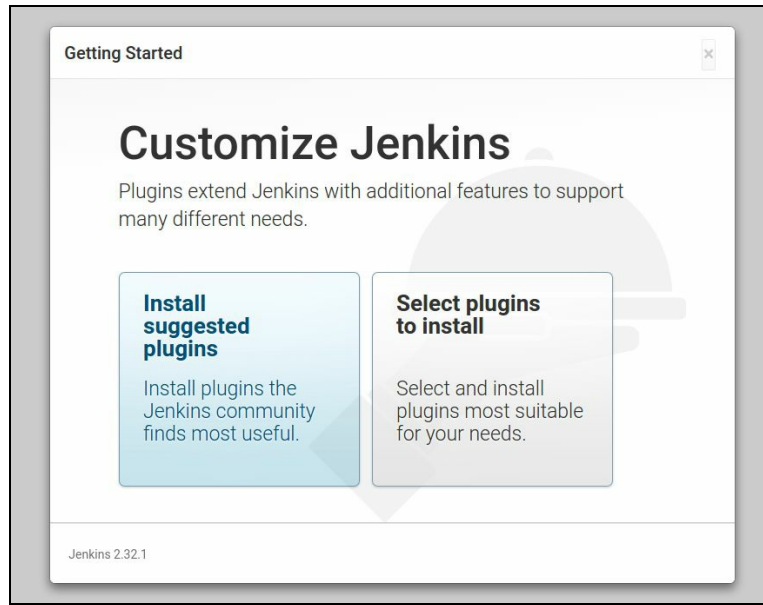 Getting Started
×
Customize Jenkins
Plugins extend Jenkins with additional features to support
many different needs.
Install
suggested
plugins
Install plugins the
Jenkins community
finds most useful.
Select plugins
to install
Select and install
plugins most suitable
for your needs.
Jenkins 2.32.1